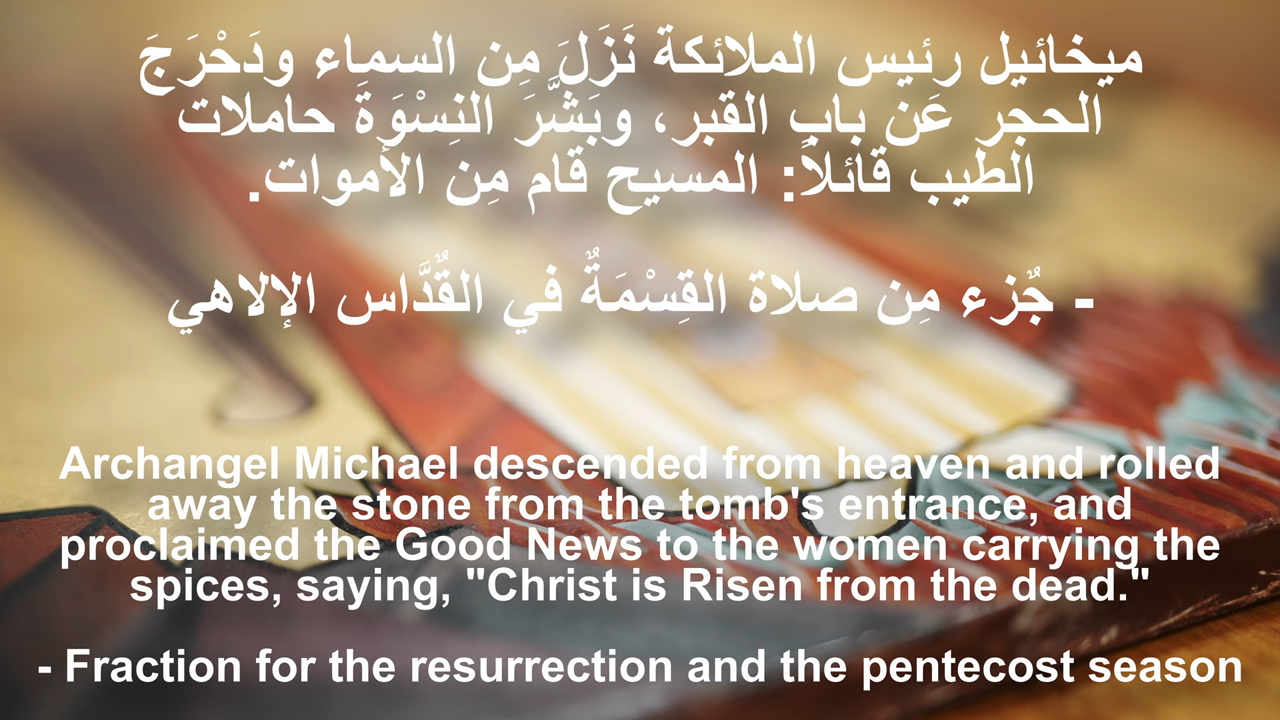 ميخائيل رئيس الملائكة نَزَلَ مِن السماء ودَحْرَجَ
الحجر عَن باب القبر، وبَشَّرَ النِسْوَةَ حاملات
الطيب قائلاً: المسيح قام مِن الأموات.
- جٌزء مِن صلاة القِسْمَةٌ في القٌدَّاس الإلاهي
Archangel Michael descended from heaven and rolled
away the stone from the tomb's entrance, and
proclaimed the Good News to the women carrying the
spices, saying, "Christ is Risen from the dead."
- Fraction for the resurrection and the pentecost season